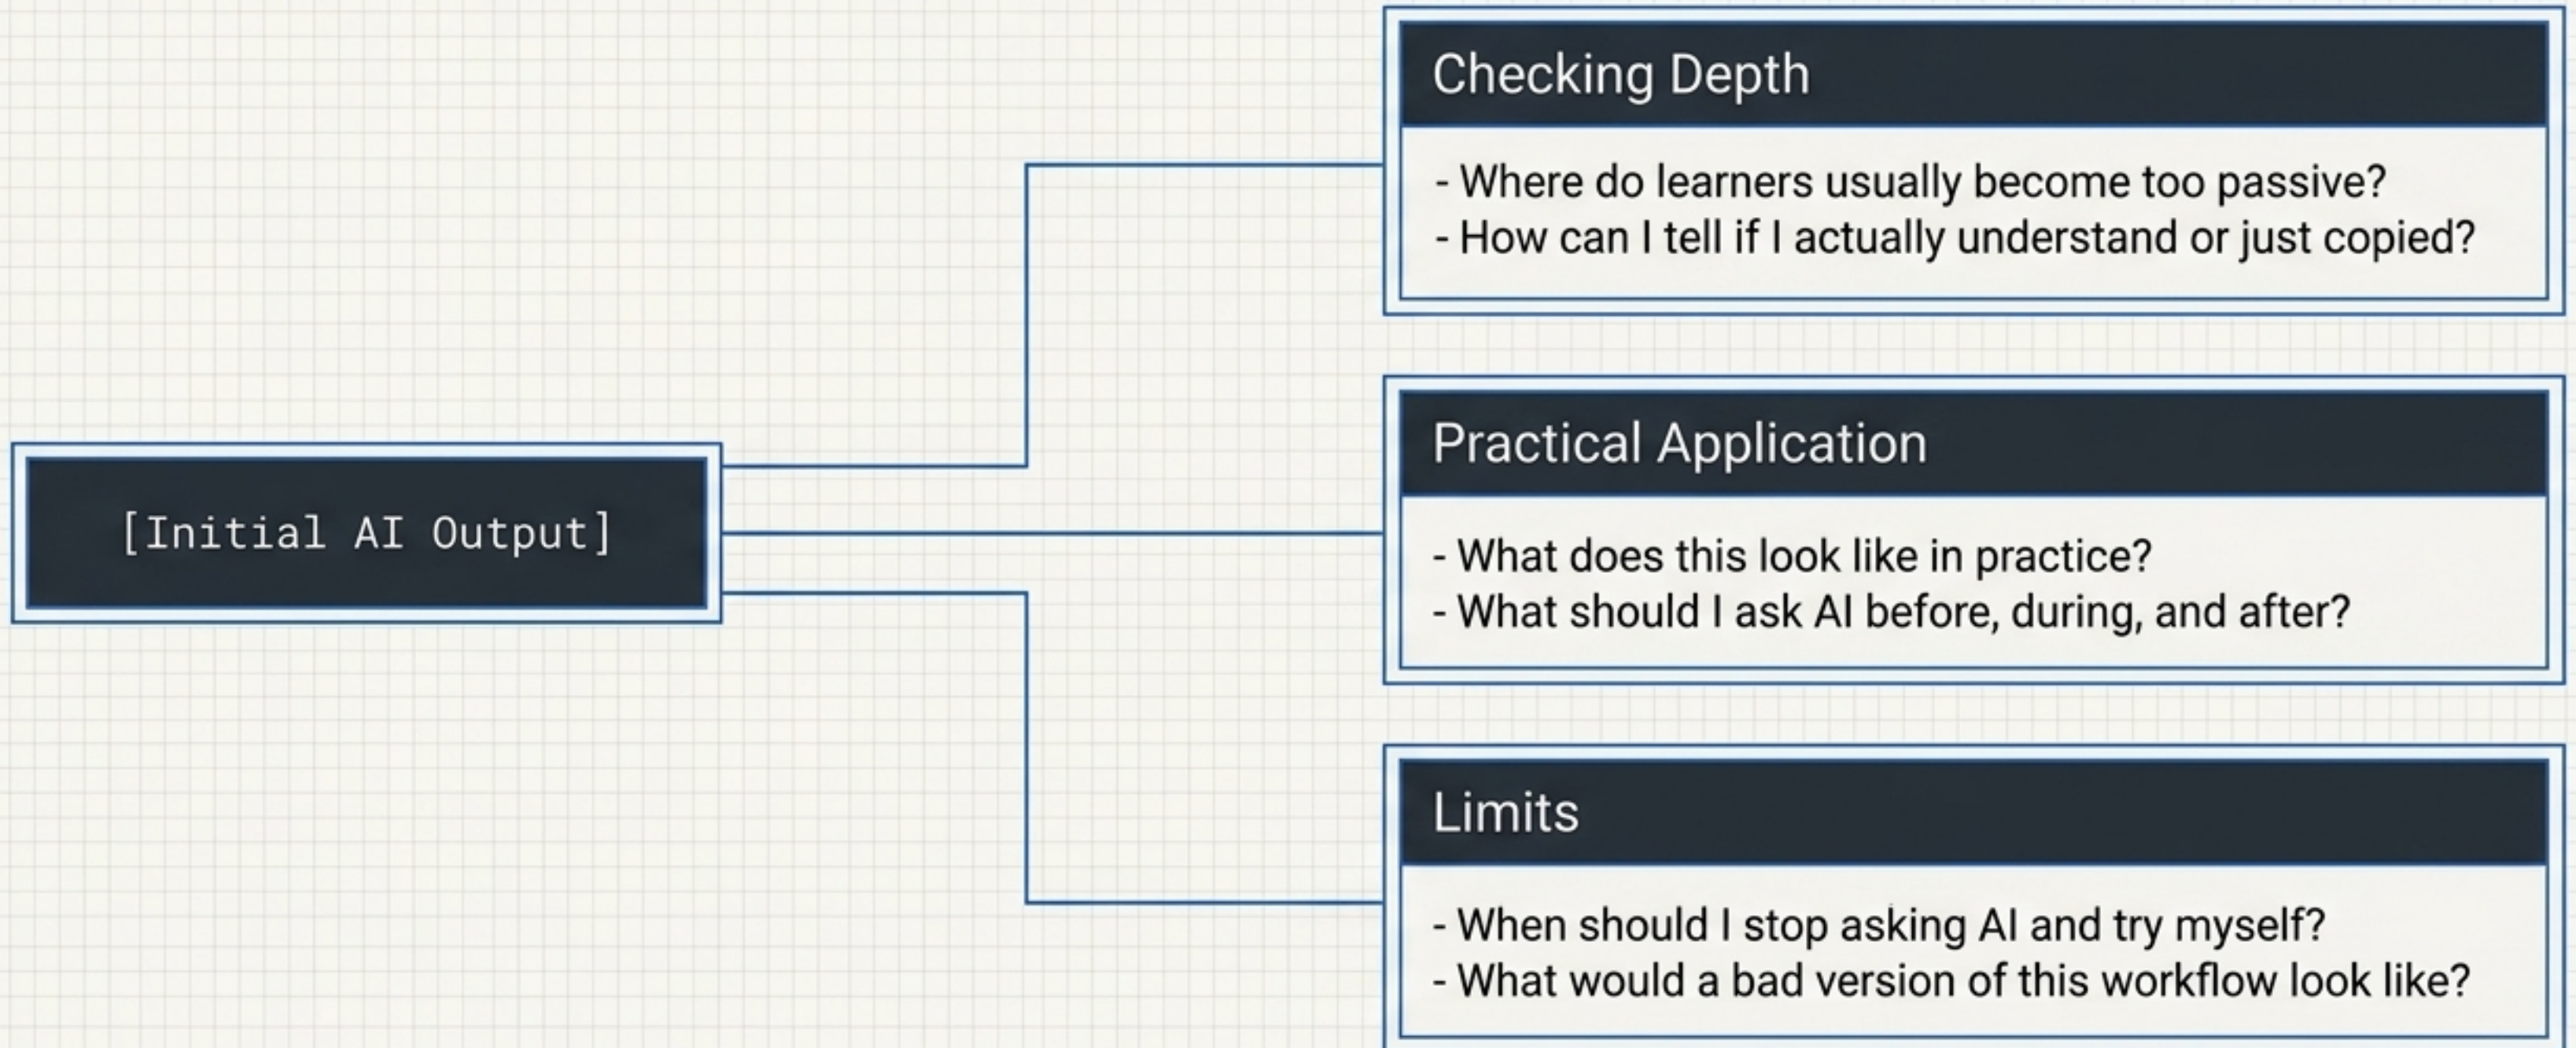 Checking Depth
- Where do learners usually become too passive?
- How can I tell if I actually understand or just copied?
[Initial AI Output]
Practical Application
- What does this look like in practice?
- What should I ask AI before, during, and after?
Limits
- When should I stop asking AI and try myself?
- What would a bad version of this workflow look like?